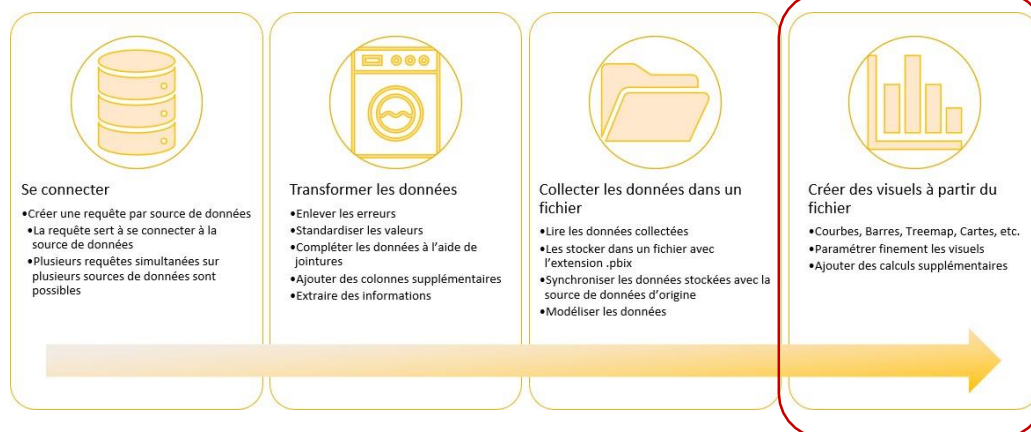 Se connecter
•Créer une requête par source de données
•La requête sert à se connecter à la
source de données
•Plusieurs requêtes simultanées sur
plusieurs sources de données sont
possibles
Transformer les données
•Enlever les erreurs
•Standardiser les valeurs
•Compléter les données à l’aide de
jointures
•Ajouter des colonnes supplémentaires
•Extraire des informations
Collecter les données dans un
fichier
•Lire les données collectées
•Les stocker dans un fichier avec
l’extension .pbix
•Synchroniser les données stockées avec la
source de données d’origine
•Modéliser les données
Créer des visuels à partir du
fichier
•Courbes, Barres, Treemap, Cartes, etc.
•Paramétrer finement les visuels
•Ajouter des calculs supplémentaires